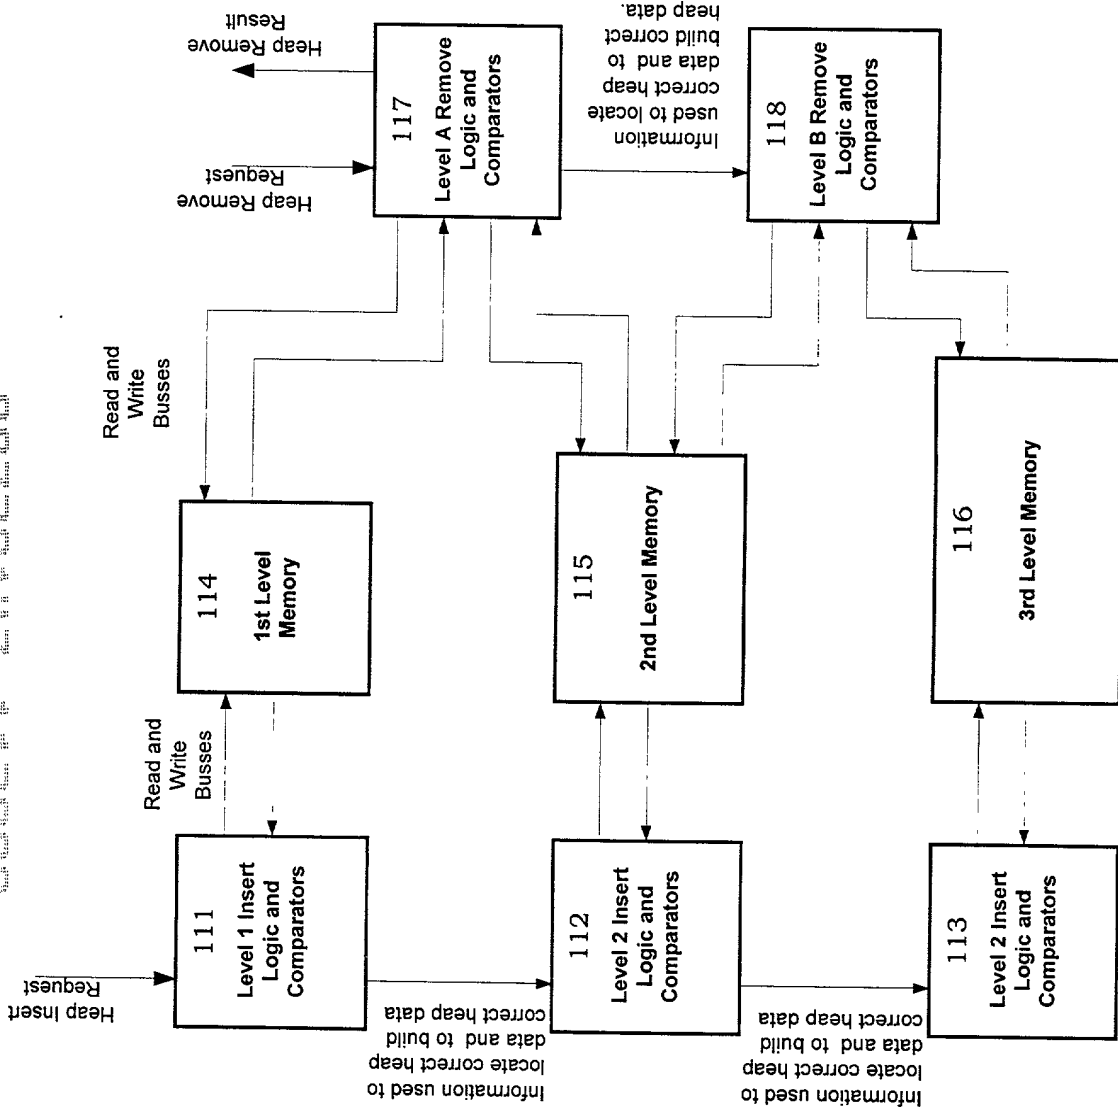 Heap Insert
Request
111
Level 1 Insert
Logic and
Comparators
Read and
Write
Busses
114
1st Level
Memory
Read and
Write
Busses
Heap Remove
Request
Heap Remove
Result
117
Level A Remove
Logic and
Comparators
Information used to
locate correct heap
data and to build
correct heap data
112
Level 2 Insert
Logic and
Comparators
115
2nd Level Memory
Information
used to locate
correct heap
data and to
build correct
heap data.
118
Level B Remove
Logic and
Comparators
Information used to
locate correct heap
data and to build
correct heap data
113
Level 2 Insert
Logic and
Comparators
116
3rd Level Memory